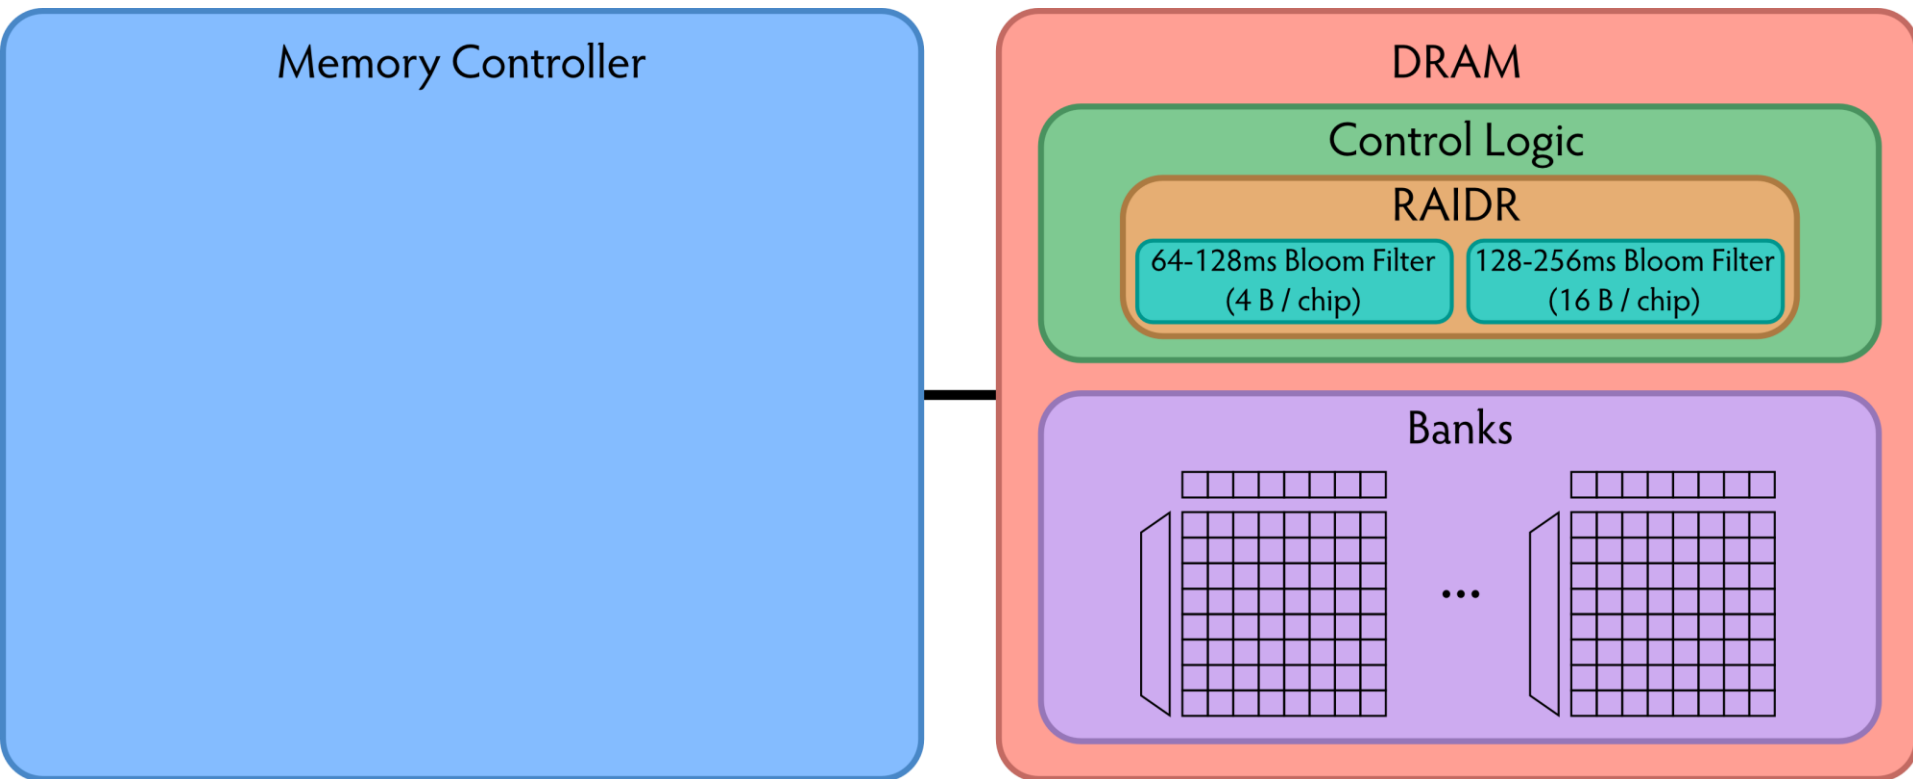 Memory Controller
DRAM
Control Logic
RAIDR
64-128ms Bloom Filter
(4 B / chip)
128-256ms Bloom Filter
(16 B / chip)
Banks
...